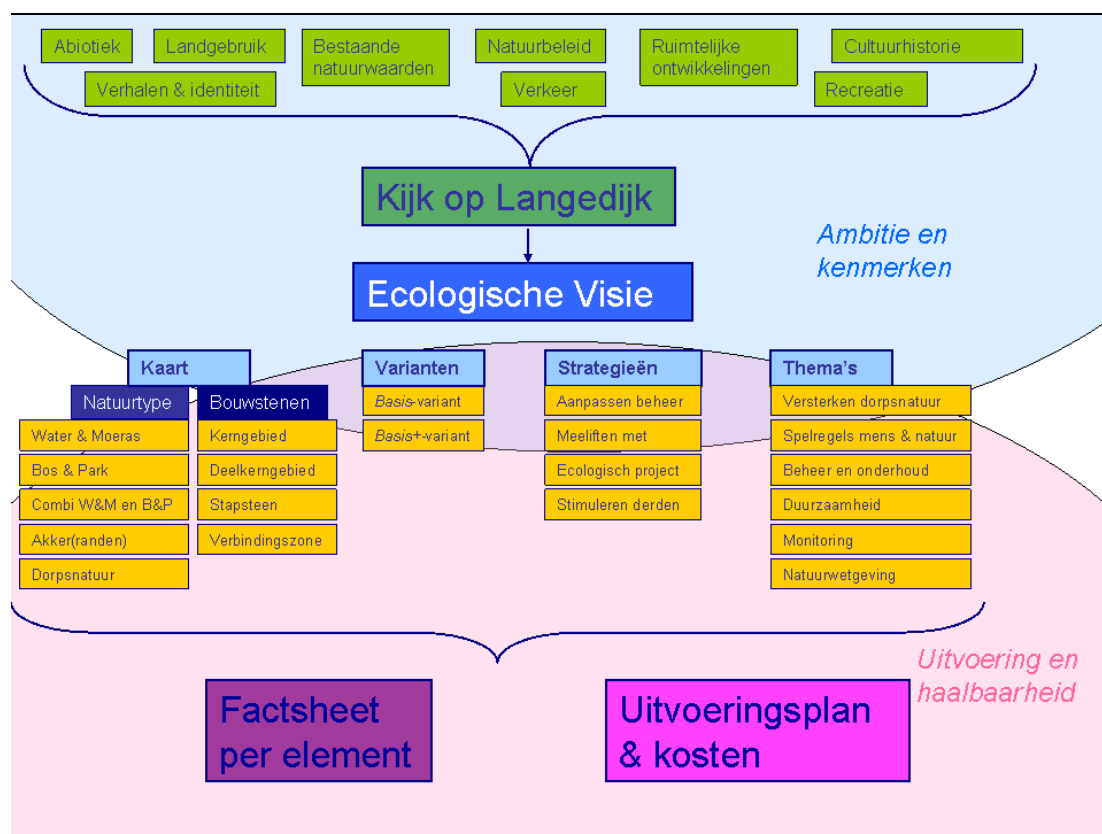 Abiotiek
Landgebruik
Bestaande
natuurwaarden
Natuurbeleid
Ruimtelijke
ontwikkelingen
Cultuurhistorie
Verhalen & identiteit
Verkeer
Recreatie
Kijk op Langedijk
Ambitie en
kenmerken
Ecologische Visie
Kaart
Natuurtype
Water & Moeras
Bos & Park
Combi W&M en B&P
Akker(randen)
Dorpsnatuur
Bouwstenen
Kerngebied
Deelkerngebied
Stapsteen
Verbindingszone
Varianten
Basis-variant
Basis+-variant
Strategieën
Aanpassen beheer
Meeliften met
Ecologisch project
Stimuleren derden
Thema's
Versterken dorpsnatuur
Spelregels mens & natuur
Beheer en onderhoud
Duurzaamheid
Monitoring
Natuurwetgeving
Uitvoering en
haalbaarheid
Factsheet
per element
Uitvoeringsplan
& kosten